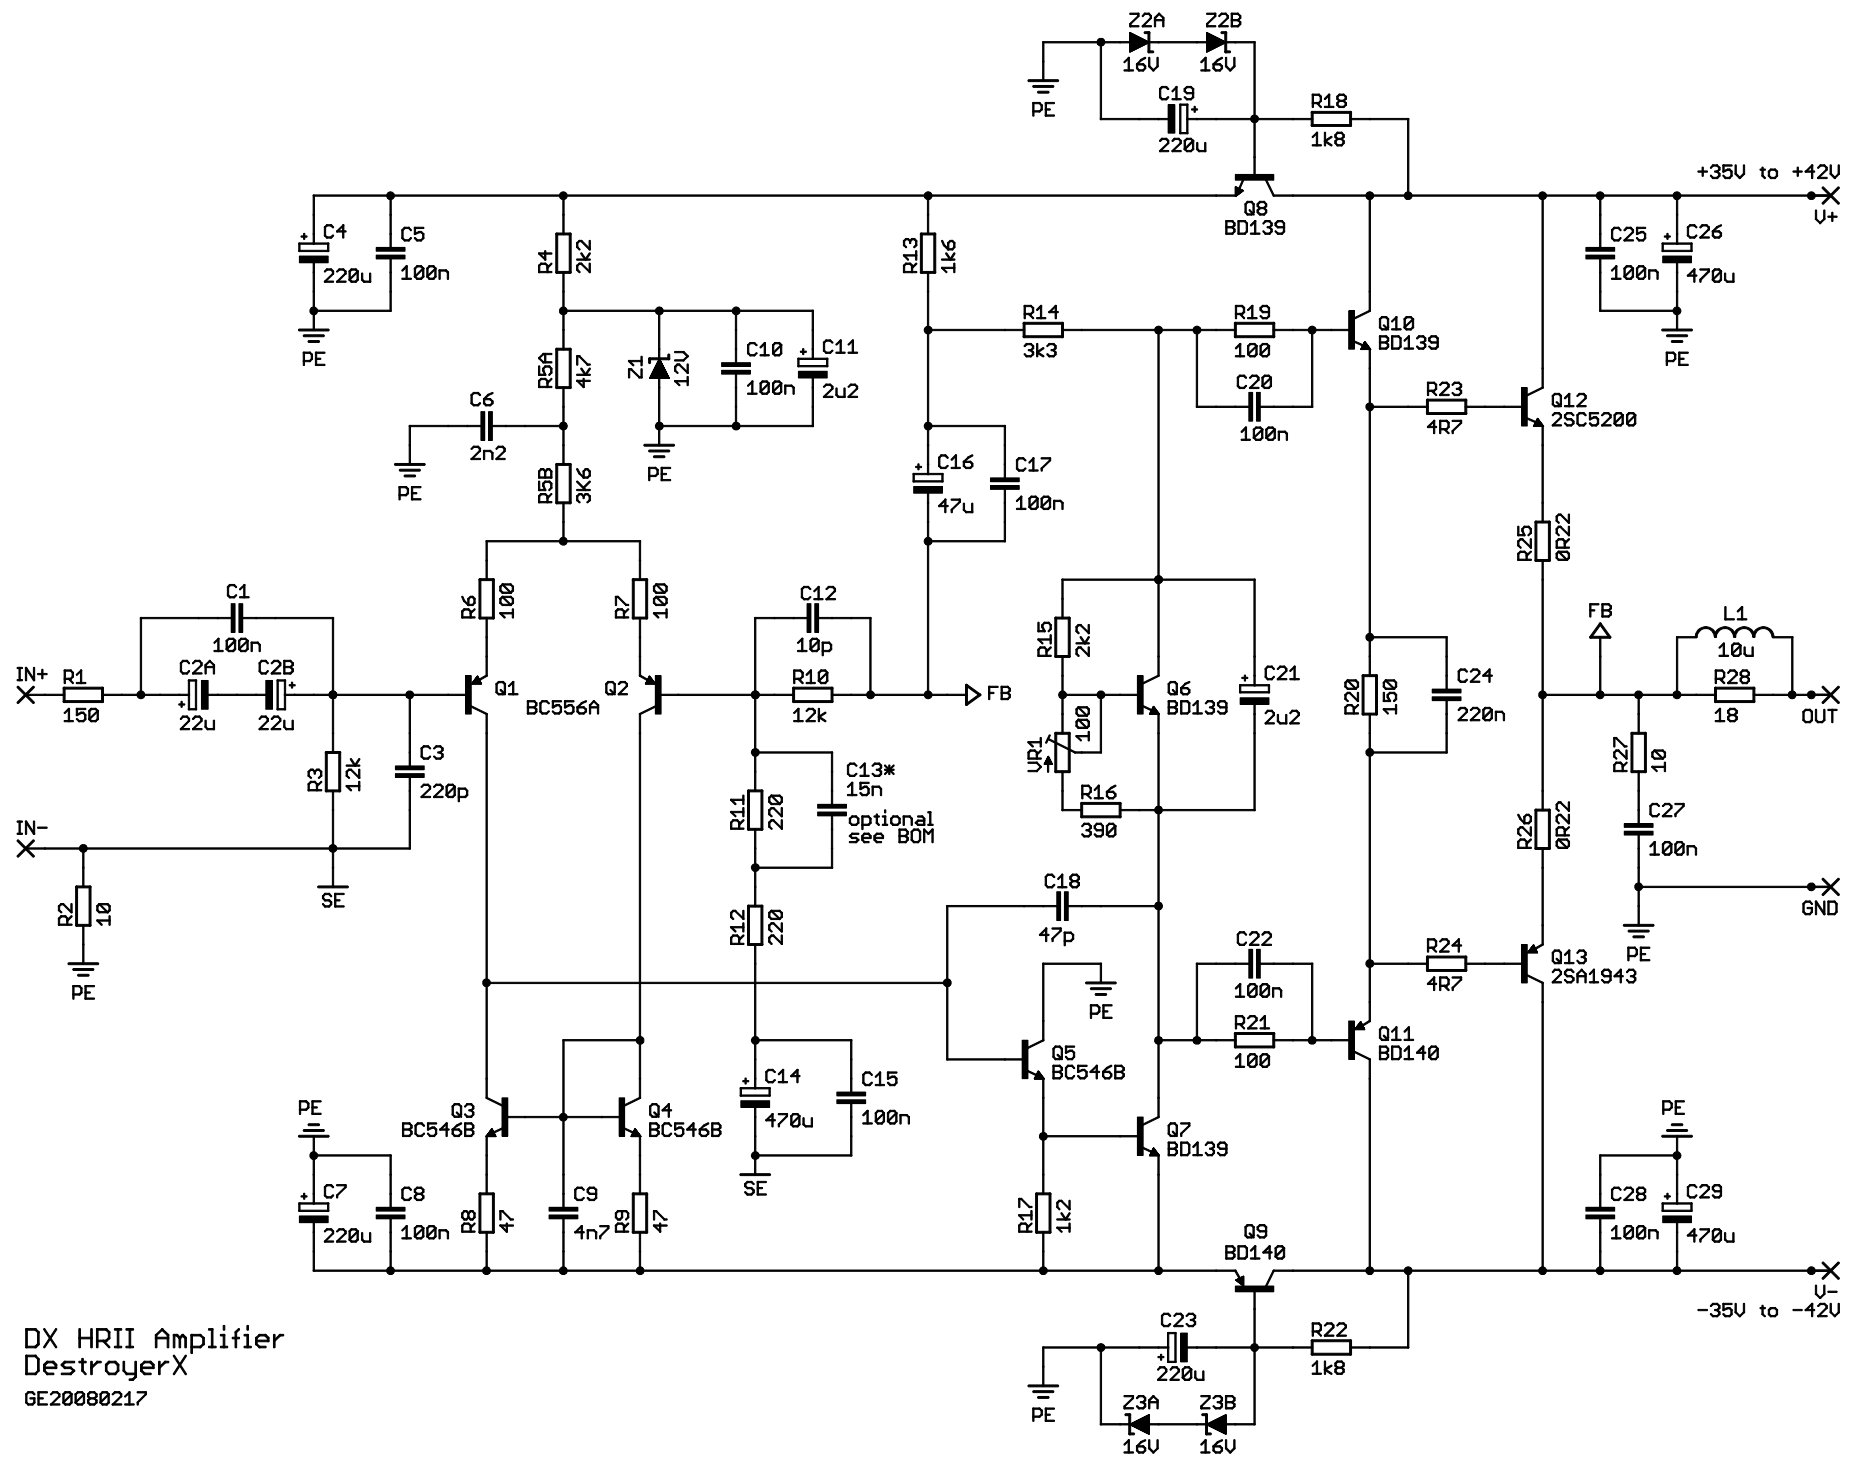 Z2A
Z2B
16V
16V
PE
C19
220u
R18
1k8
+35V to +42V
V+
Q8
BD139
C4
220u
C5
100n
PE
R4
2k2
R13
1k6
C25
100n
C26
470u
PE
R5A
4k7
Z1
12V
C10
100n
C11
2u2
R14
3k3
R19
100
C20
100n
Q10
BD139
C6
2n2
PE
R5B
3K6
PE
R23
4R7
Q12
2SC5200
C16
47u
C17
100n
R25
0R22
R6
100
R7
100
C1
100n
C2A
22u
C2B
22u
IN+
R1
150
Q1
BC556A
Q2
C12
10p
R10
12k
FB
R15
2k2
Q6
BD139
C21
2u2
VR1
100
R16
390
R20
150
C24
220n
FB
L1
10u
R28
18
OUT
R27
10
C27
100n
R26
0R22
GND
PE
R3
12k
C3
220p
IN-
R2
10
PE
SE
R11
220
C13*
15n
optional
see BOM
R12
220
C18
47p
PE
C22
100n
R21
100
R24
4R7
Q13
2SA1943
Q11
BD140
Q5
BC546B
Q7
BD139
R17
1k2
C14
470u
C15
100n
SE
Q3
BC546B
Q4
BC546B
PE
C7
220u
C8
100n
R8
47
C9
4n7
R9
47
Q9
BD140
PE
C28
100n
C29
470u
V-
-35V to -42V
C23
220u
R22
1k8
PE
Z3A
Z3B
16V
16V
DX HRII Amplifier
DestroyerX
GE20080217